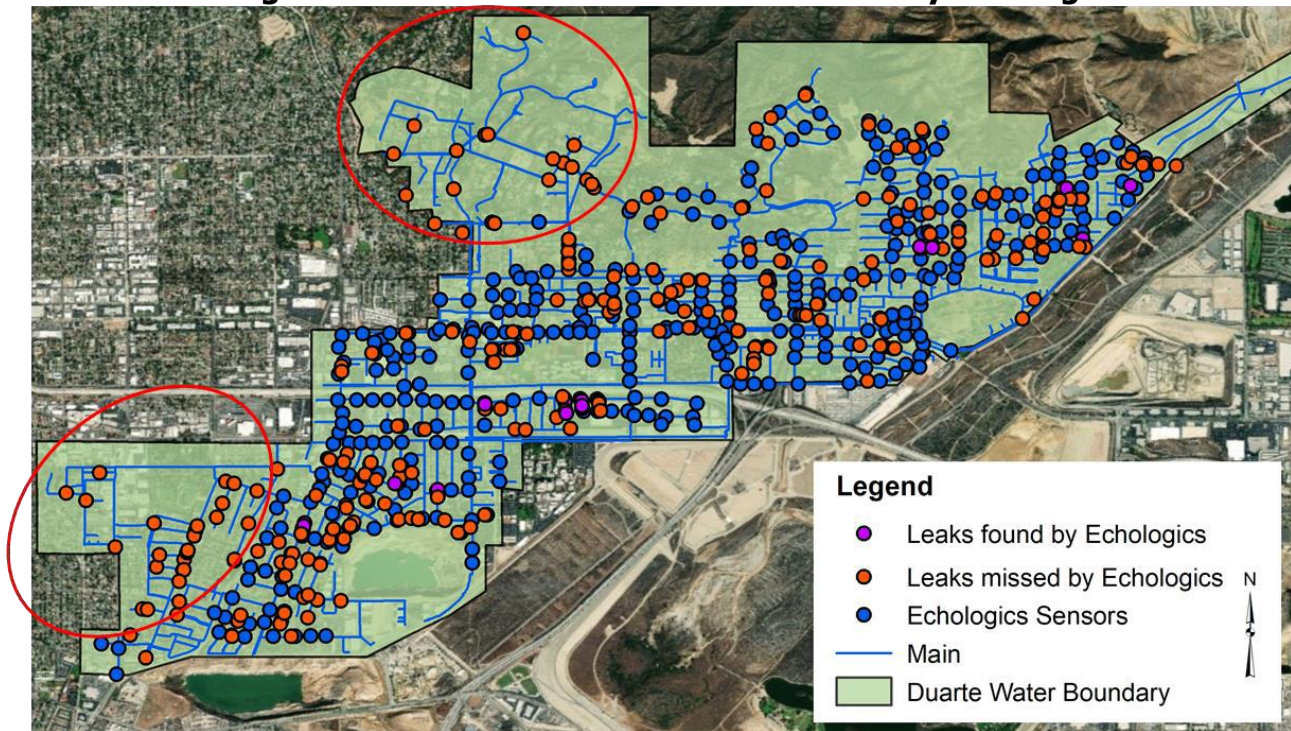 Legend
Leaks found by Echologics
Leaks missed by Echologics
Echologics Sensors
Main
Duarte Water Boundary
N